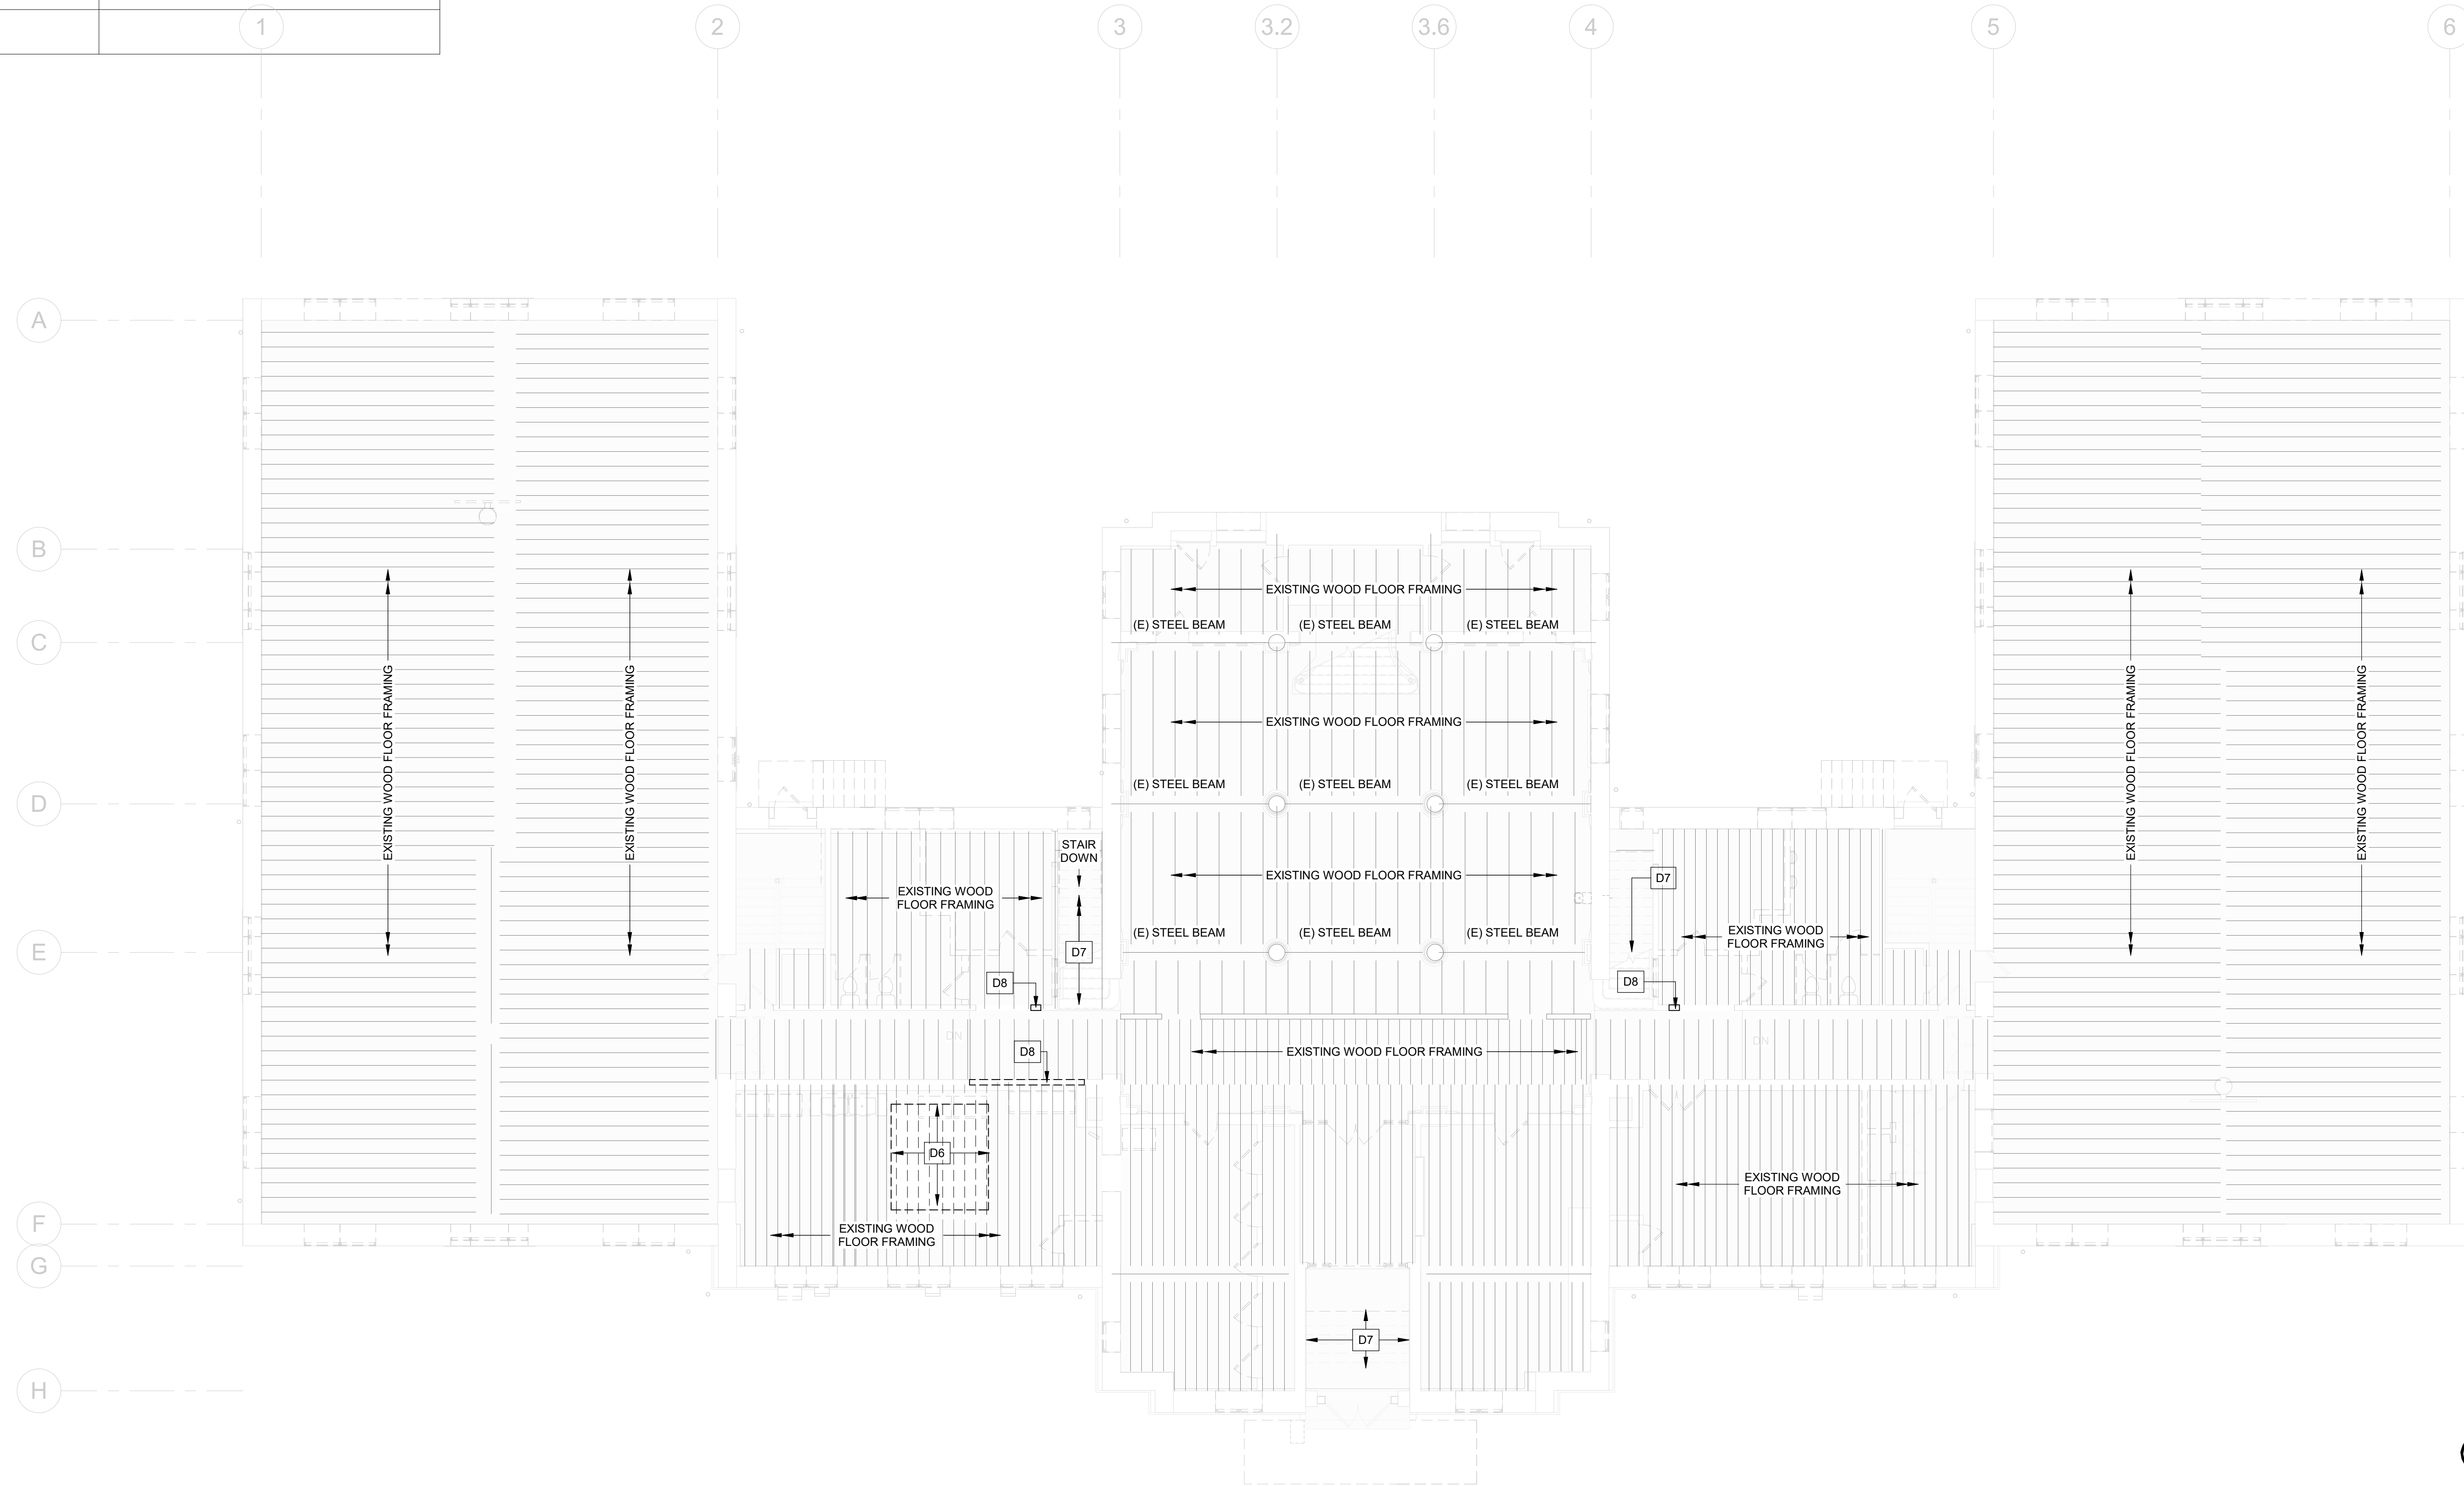 1
2
3
3.2
3.6
4
5
6
A
B
EXISTING WOOD FLOOR FRAMING
(E) STEEL BEAM
(E) STEEL BEAM
(E) STEEL BEAM
C
EXISTING WOOD FLOOR FRAMING
EXISTING WOOD FLOOR FRAMING
EXISTING WOOD FLOOR FRAMING
EXISTING WOOD FLOOR FRAMING
EXISTING WOOD FLOOR FRAMING
(E) STEEL BEAM
(E) STEEL BEAM
(E) STEEL BEAM
D
STAIR
DOWN
EXISTING WOOD FLOOR FRAMING
D7
EXISTING WOOD
FLOOR FRAMING
(E) STEEL BEAM
(E) STEEL BEAM
(E) STEEL BEAM
EXISTING WOOD
FLOOR FRAMING
E
D7
D8
D8
DN
DN
D8
EXISTING WOOD FLOOR FRAMING
D6
EXISTING WOOD
FLOOR FRAMING
F
EXISTING WOOD
FLOOR FRAMING
G
D7
H